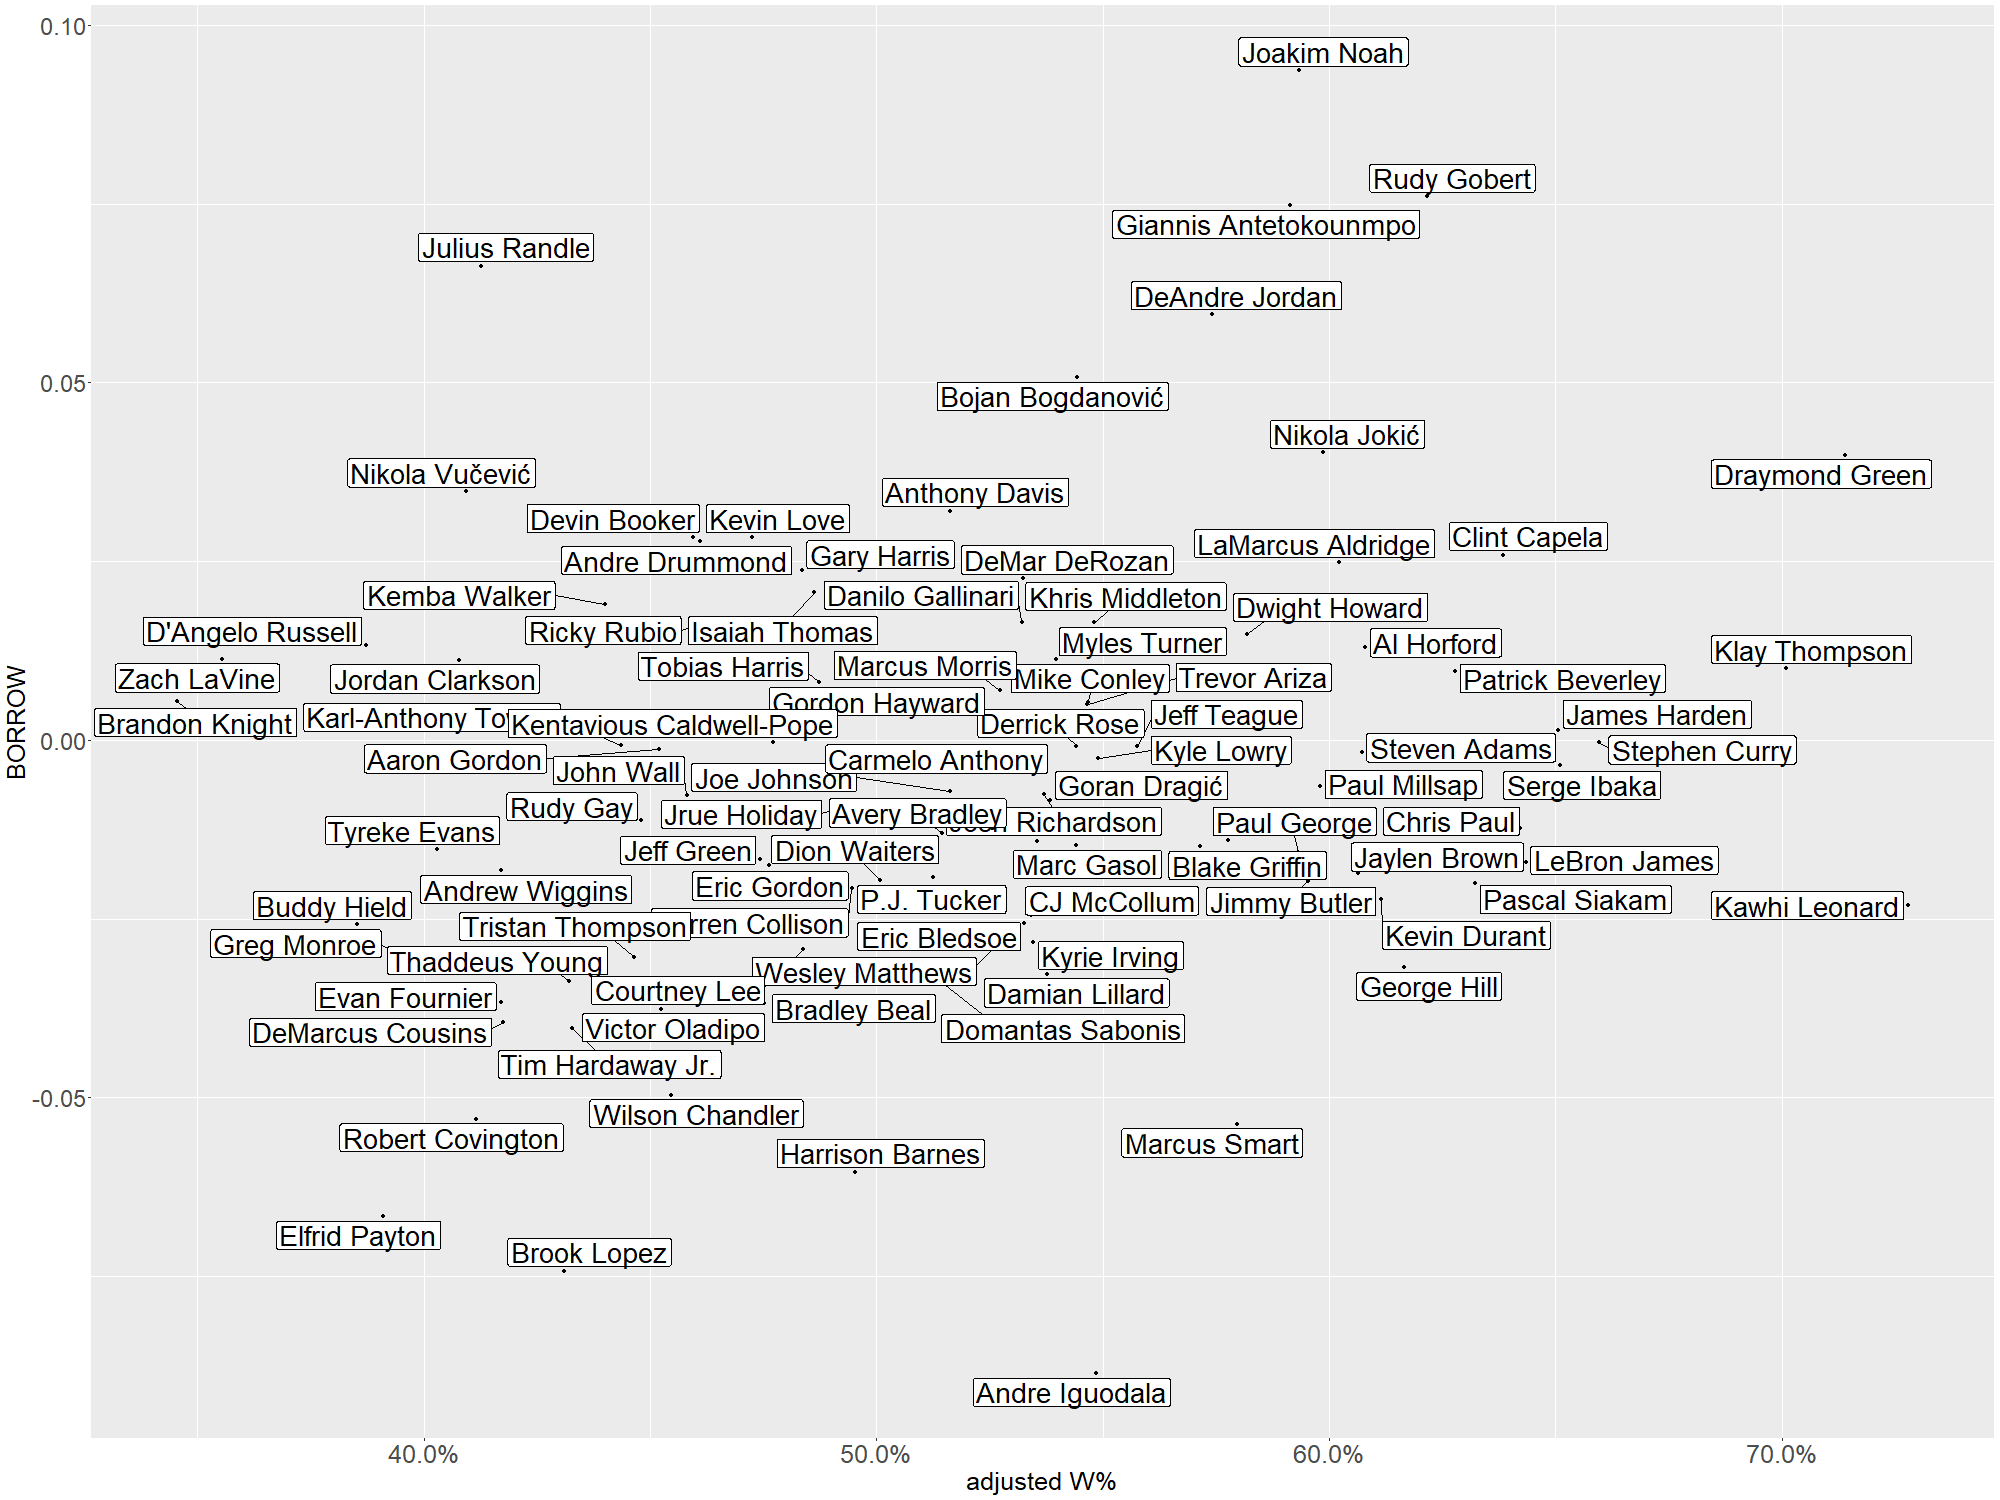 0.10
Joakim Noah
Rudy Gobert
Giannis Antetokounmpo
Julius Randle
DeAndre Jordan
0.05
Bojan Bogdanović
Nikola Jokić
Nikola Vučević
Draymond Green
Anthony Davis
Devin Booker
Kevin Love
Clint Capela
LaMarcus Aldridge
Andre Drummond
Gary Harris
DeMar DeRozan
Kemba Walker
Danilo Gallinari
Khris Middleton
Dwight Howard
D'Angelo Russell
Ricky Rubio
Isaiah Thomas
Myles Turner
Al Horford
Klay Thompson
Zach LaVine
Jordan Clarkson
Tobias Harris
Marcus Morris
Mike Conley
Trevor Ariza
Patrick Beverley
Gordon Hayward
Brandon Knight
Karl-Anthony To
Kentavious Caldwell-Pope
Derrick Rose
Jeff Teague
James Harden
BORROW
0.00
Aaron Gordon
John Wall
Joe Johnson
Carmelo Anthony
Kyle Lowry
Steven Adams
Stephen Curry
Goran Dragić
Paul Millsap
Serge Ibaka
Rudy Gay
Jrue Holiday
Avery Bradley
Richardson
Paul George
Chris Paul
Tyreke Evans
Jeff Green
Dion Waiters
Marc Gasol
Blake Griffin
Jaylen Brown
LeBron James
Andrew Wiggins
Eric Gordon
P.J. Tucker
CJ McCollum
Jimmy Butler
Pascal Siakam
Kawhi Leonard
Buddy Hield
Tristan Thompson
rren Collison
Eric Bledsoe
Kevin Durant
Greg Monroe
Thaddeus Young
Wesley Matthews
Kyrie Irving
George Hill
Evan Fournier
Courtney Lee
Bradley Beal
Damian Lillard
DeMarcus Cousins
Victor Oladipo
Domantas Sabonis
Tim Hardaway Jr.
-0.05
Wilson Chandler
Robert Covington
Harrison Barnes
Marcus Smart
Elfrid Payton
Brook Lopez
Andre Iguodala
40.0%
50.0%
60.0%
70.0%
adjusted W%